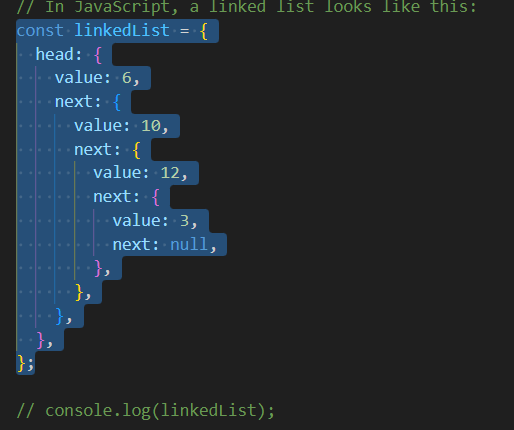 // In JavaScript, a linked list looks like this:
const linkedList = {
  head: {
    value: 6,
    next: {
      value: 10,
      next: {
        value: 12,
        next: {
          value: 3,
          next: null,
        },
      },
    },
  },
};
// console.log(linkedList);